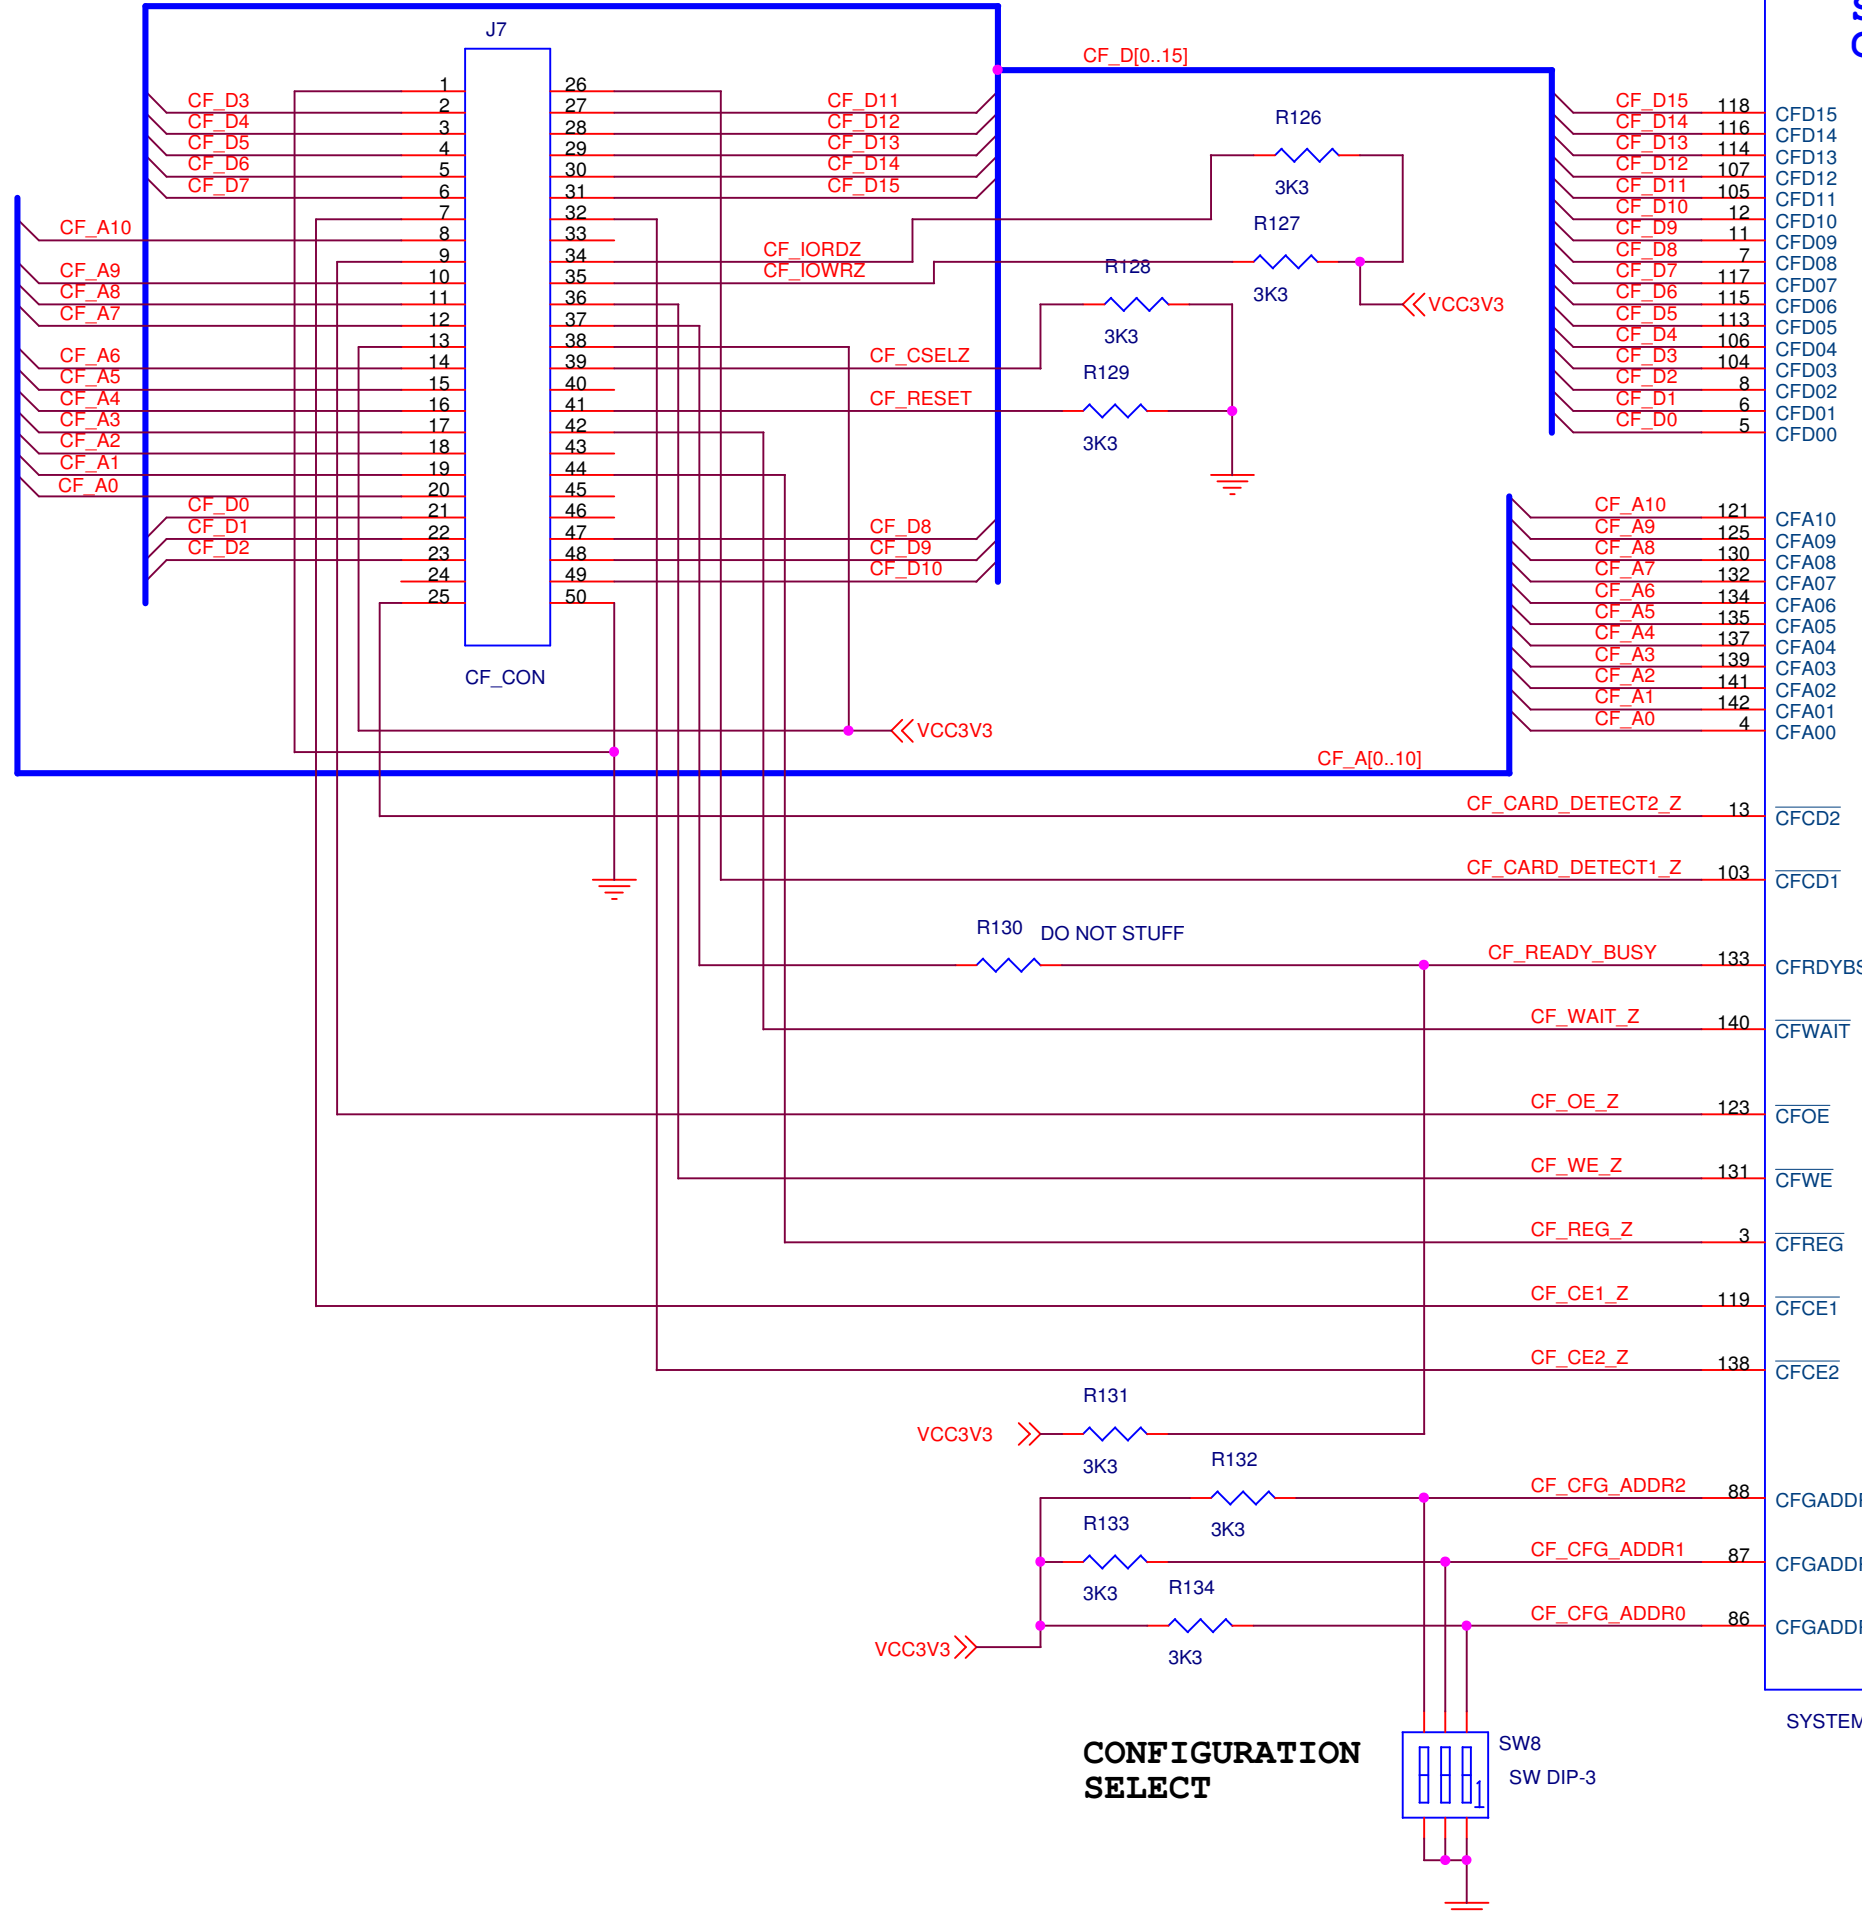 J7
CF_D[0..15]
1
2
3
4
5
6
7
8
9
10
11
12
13
14
15
16
17
18
19
20
21
22
23
24
25
26
27
28
29
30
31
32
33
34
35
36
37
38
39
40
41
42
43
44
45
46
47
48
49
50
CF_CON
CF_D3
CF_D4
CF_D5
CF_D6
CF_D7
CF_A10
CF_A9
CF_A8
CF_A7
CF_A6
CF_A5
CF_A4
CF_A3
CF_A2
CF_A1
CF_A0
CF_D0
CF_D1
CF_D2
CF_D11
CF_D12
CF_D13
CF_D14
CF_D15
CF_IORDZ
CF_IOWRZ
CF_CSELZ
CF_RESET
CF_D8
CF_D9
CF_D10
R126
3K3
R127
3K3
R128
3K3
R129
3K3
VCC3V3
VCC3V3
CF_A[0..10]
CF_D15 118 CFD15
CF_D14 116 CFD14
CF_D13 114 CFD13
CF_D12 107 CFD12
CF_D11 105 CFD11
CF_D10 12 CFD10
CF_D9 11 CFD09
CF_D8 7 CFD08
CF_D7 117 CFD07
CF_D6 115 CFD06
CF_D5 113 CFD05
CF_D4 106 CFD04
CF_D3 104 CFD03
CF_D2 8 CFD02
CF_D1 6 CFD01
CF_D0 5 CFD00
CF_A10 121 CFA10
CF_A9 125 CFA09
CF_A8 130 CFA08
CF_A7 132 CFA07
CF_A6 134 CFA06
CF_A5 135 CFA05
CF_A4 137 CFA04
CF_A3 139 CFA03
CF_A2 141 CFA02
CF_A1 142 CFA01
CF_A0 4 CFA00
CF_CARD_DETECT2_Z 13 CFCD2
CF_CARD_DETECT1_Z 103 CFCD1
R130 DO NOT STUFF
CF_READY_BUSY 133
CF_WAIT_Z 140 CFWAIT
CF_OE_Z 123 CFOE
CF_WE_Z 131 CFWE
CF_REG_Z 3 CFREG
CF_CE1_Z 119 CFCE1
CF_CE2_Z 138 CFCE2
R131
VCC3V3
3K3
R132
3K3
CF_CFG_ADDR2 88
R133
3K3
CF_CFG_ADDR1 87
R134
3K3
CF_CFG_ADDR0 86
VCC3V3
SYSTEM
CONFIGURATION
SELECT
SW8
SW DIP-3
1